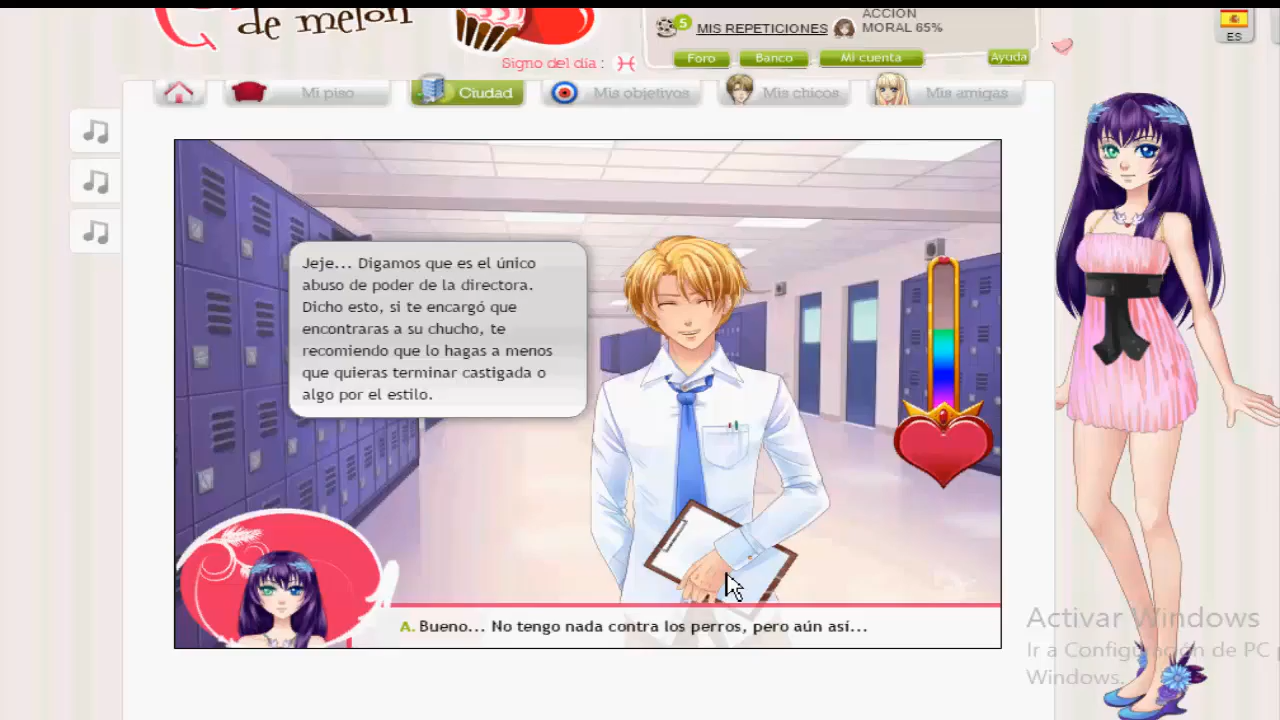 de melon
5 MIS REPETICIONES
ACCIÓN
MORAL 65%
ES
Signo del día :
Foro
Banco
Mi cuenta
Ayuda
Mi piso
Ciudad
Mis objetivos
Mis chicos
Mis amigas
Jeje... Digamos que es el único
abuso de poder de la directora.
Dicho esto, si te encargó que
encontraras a su chucho, te
recomiendo que lo hagas a menos
que quieras terminar castigada o
algo por el estilo.
A. Bueno... No tengo nada contra los perros, pero aún así...
Activar Windows
Ir a Configuración de PC
Windows.